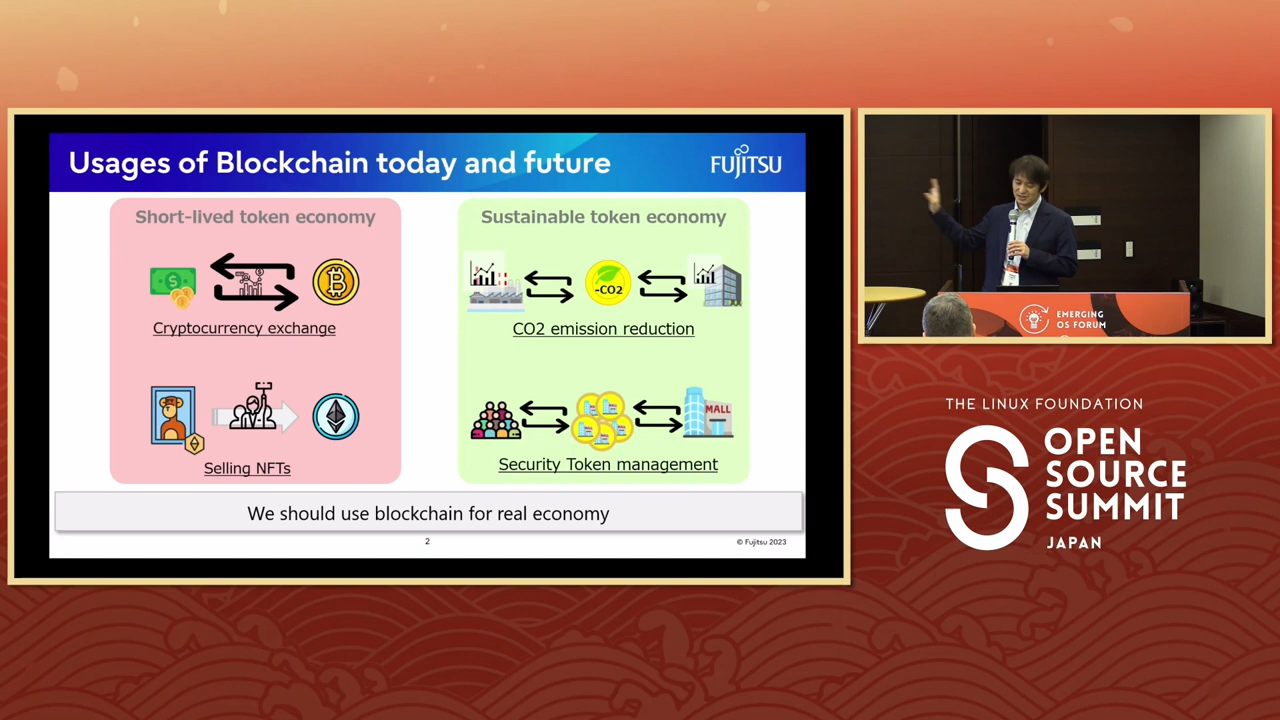 Usages of Blockchain today and future
FUJITSU
Short-lived token economy
Cryptocurrency exchange
Selling NFTs
Sustainable token economy
-CO2
CO2 emission reduction
MALL
Security Token management
We should use blockchain for real economy
2
© Fujitsu 2023
EMERGING
OS FORUM
THE LINUX FOUNDATION
OPEN
SOURCE
SUMMIT
JAPAN